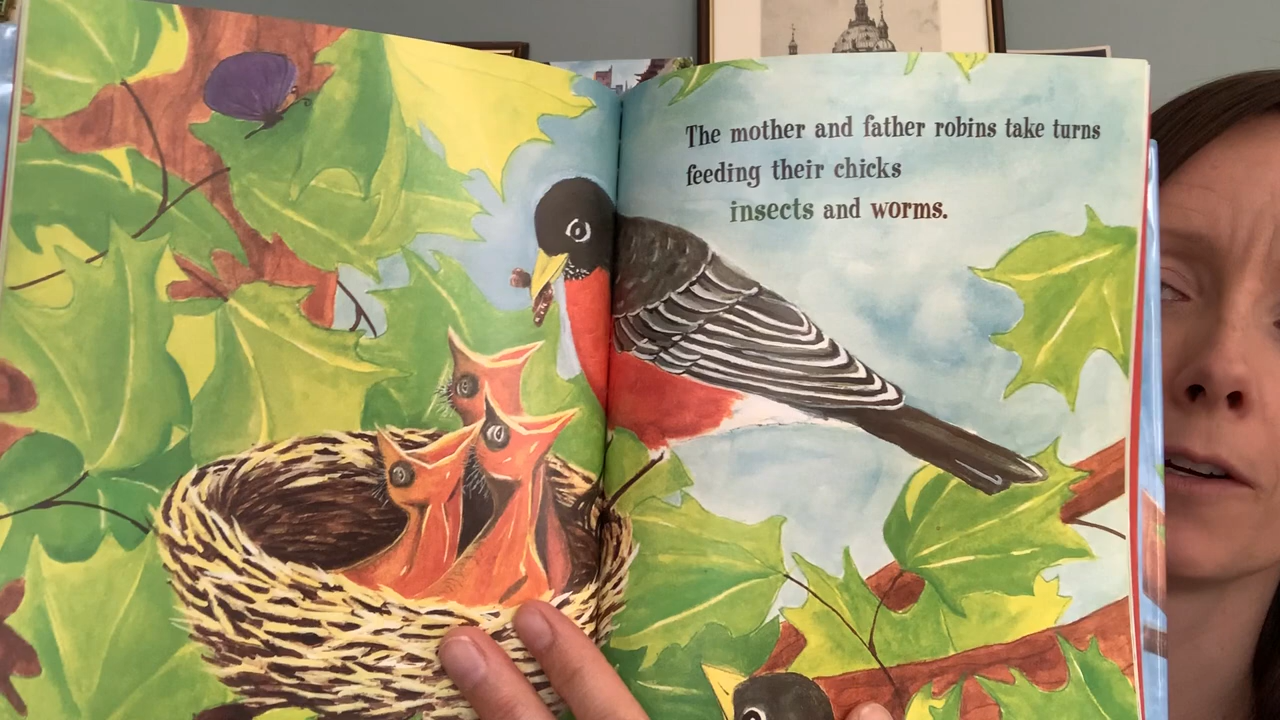 The mother and father robins take turns
feeding their chicks
insects and worms.